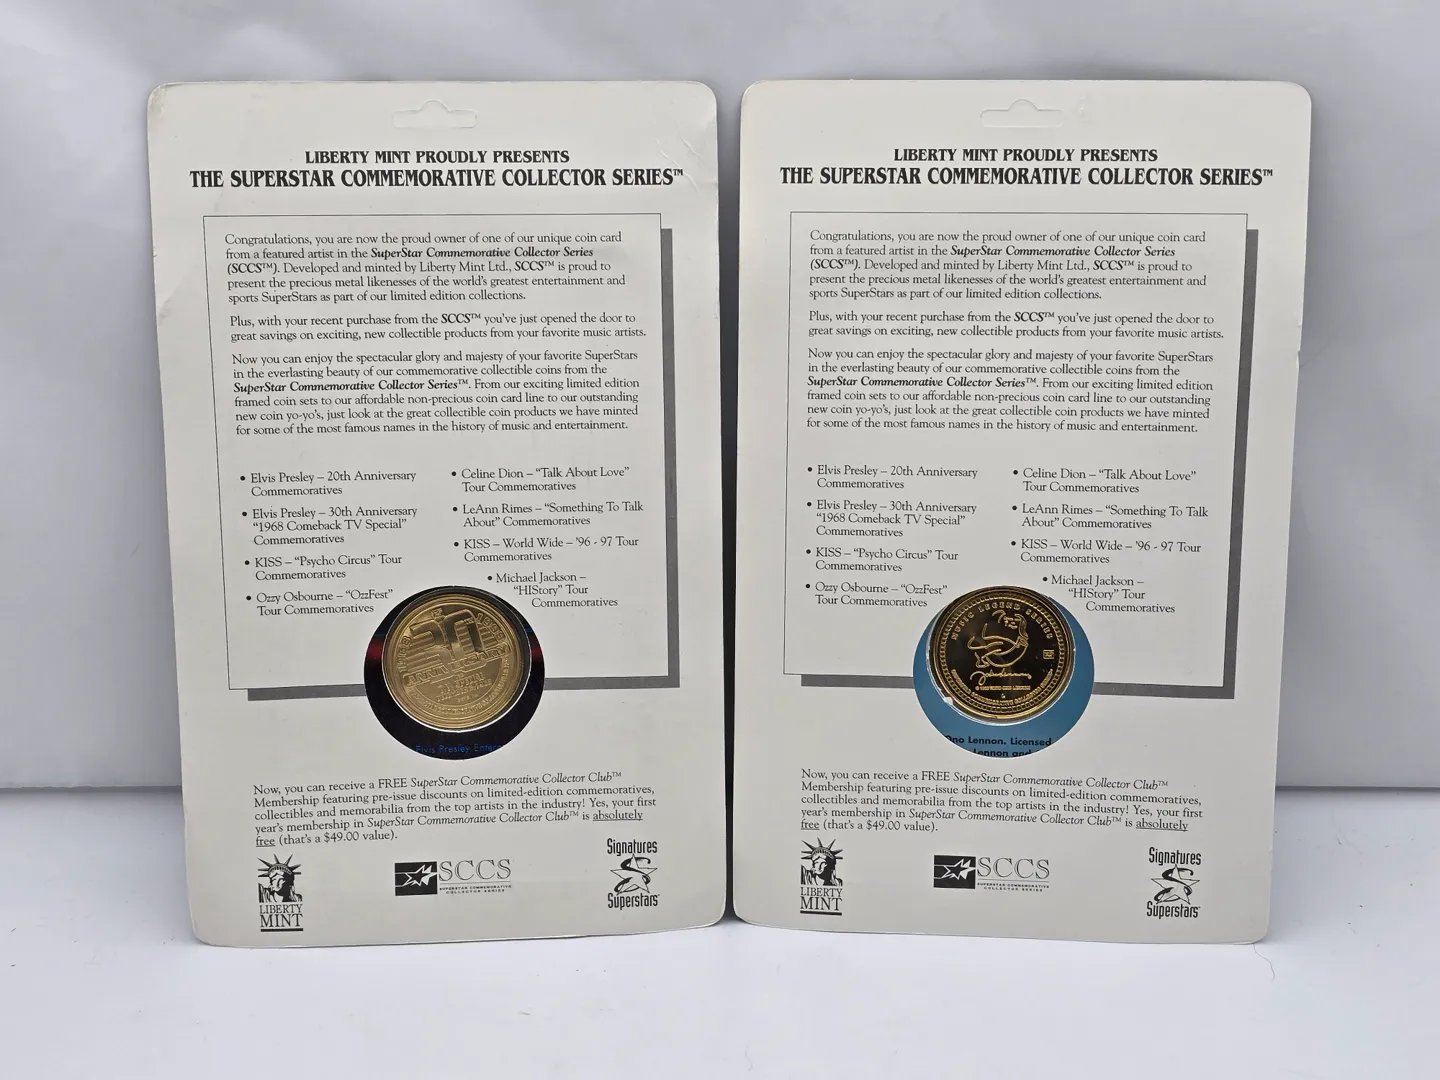 LIBERTY MINT PROUDLY PRESENTS
THE SUPERSTAR COMMEMORATIVE COLLECTOR SERIES™
Congratulations, you are now the proud owner of one of our unique coin card
from a featured artist in the SuperStar Commemorative Collector Series
(SCCS™). Developed and minted by Liberty Mint Ltd., SCCS™ is proud to
present the precious metal likenesses of the world's greatest entertainment and
sports SuperStars as part of our limited edition collections.
Plus, with your recent purchase from the SCCS™ you've just opened the door to
great savings on exciting, new collectible products from your favorite music artists.
Now you can enjoy the spectacular glory and majesty of your favorite SuperStars
in the everlasting beauty of our commemorative collectible coins from the
SuperStar Commemorative Collector Series™. From our exciting limited edition
framed coin sets to our affordable non-precious coin card line to our outstanding
new coin yo-yo's, just look at the great collectible coin products we have minted
for some of the most famous names in the history of music and entertainment.
• Elvis Presley – 20th Anniversary
Commemoratives
• Elvis Presley – 30th Anniversary
"1968 Comeback TV Special"
Commemoratives
• KISS – "Psycho Circus" Tour
Commemoratives
• Ozzy Osbourne – "OzzFest"
Tour Commemoratives
• Celine Dion – "Talk About Love"
Tour Commemoratives
• LeAnn Rimes – "Something To Talk
About" Commemoratives
• KISS – World Wide – '96 - 97 Tour
Commemoratives
• Michael Jackson –
"HIStory" Tour
Commemoratives
ANNIVERSARY
Elvis Presley Enter
Now, you can receive a FREE SuperStar Commemorative Collector Club™
Membership featuring pre-issue discounts on limited-edition commemoratives,
collectibles and memorabilia from the top artists in the industry! Yes, your first
year's membership in SuperStar Commemorative Collector Club™ is absolutely
free (that's a $49.00 value).
LIBERTY
MINT
SCCS
SUPERSTAR COMMEMORATIVE
COLLECTOR SERIES
Signatures
Superstars
LIBERTY MINT PROUDLY PRESENTS
THE SUPERSTAR COMMEMORATIVE COLLECTOR SERIES™
Congratulations, you are now the proud owner of one of our unique coin card
from a featured artist in the SuperStar Commemorative Collector Series
(SCCS™). Developed and minted by Liberty Mint Ltd., SCCS™ is proud to
present the precious metal likenesses of the world's greatest entertainment and
sports SuperStars as part of our limited edition collections.
Plus, with your recent purchase from the SCCS™ you've just opened the door to
great savings on exciting, new collectible products from your favorite music artists.
Now you can enjoy the spectacular glory and majesty of your favorite SuperStars
in the everlasting beauty of our commemorative collectible coins from the
SuperStar Commemorative Collector Series™. From our exciting limited edition
framed coin sets to our affordable non-precious coin card line to our outstanding
new coin yo-yo's, just look at the great collectible coin products we have minted
for some of the most famous names in the history of music and entertainment.
• Elvis Presley – 20th Anniversary
Commemoratives
• Elvis Presley – 30th Anniversary
"1968 Comeback TV Special"
Commemoratives
• KISS – "Psycho Circus" Tour
Commemoratives
• Ozzy Osbourne – "OzzFest"
Tour Commemoratives
• Celine Dion – "Talk About Love"
Tour Commemoratives
• LeAnn Rimes – "Something To Talk
About" Commemoratives
• KISS – World Wide – '96 - 97 Tour
Commemoratives
• Michael Jackson –
"HIStory" Tour
Commemoratives
MUSIC LEGEND SERIES
Ono Lennon. Licensed
Lennon and
Now, you can receive a FREE SuperStar Commemorative Collector Club™
Membership featuring pre-issue discounts on limited-edition commemoratives,
collectibles and memorabilia from the top artists in the industry! Yes, your first
year's membership in SuperStar Commemorative Collector Club™ is absolutely
free (that's a $49.00 value).
LIBERTY
MINT
SCCS
SUPERSTAR COMMEMORATIVE
COLLECTOR SERIES
Signatures
Superstars